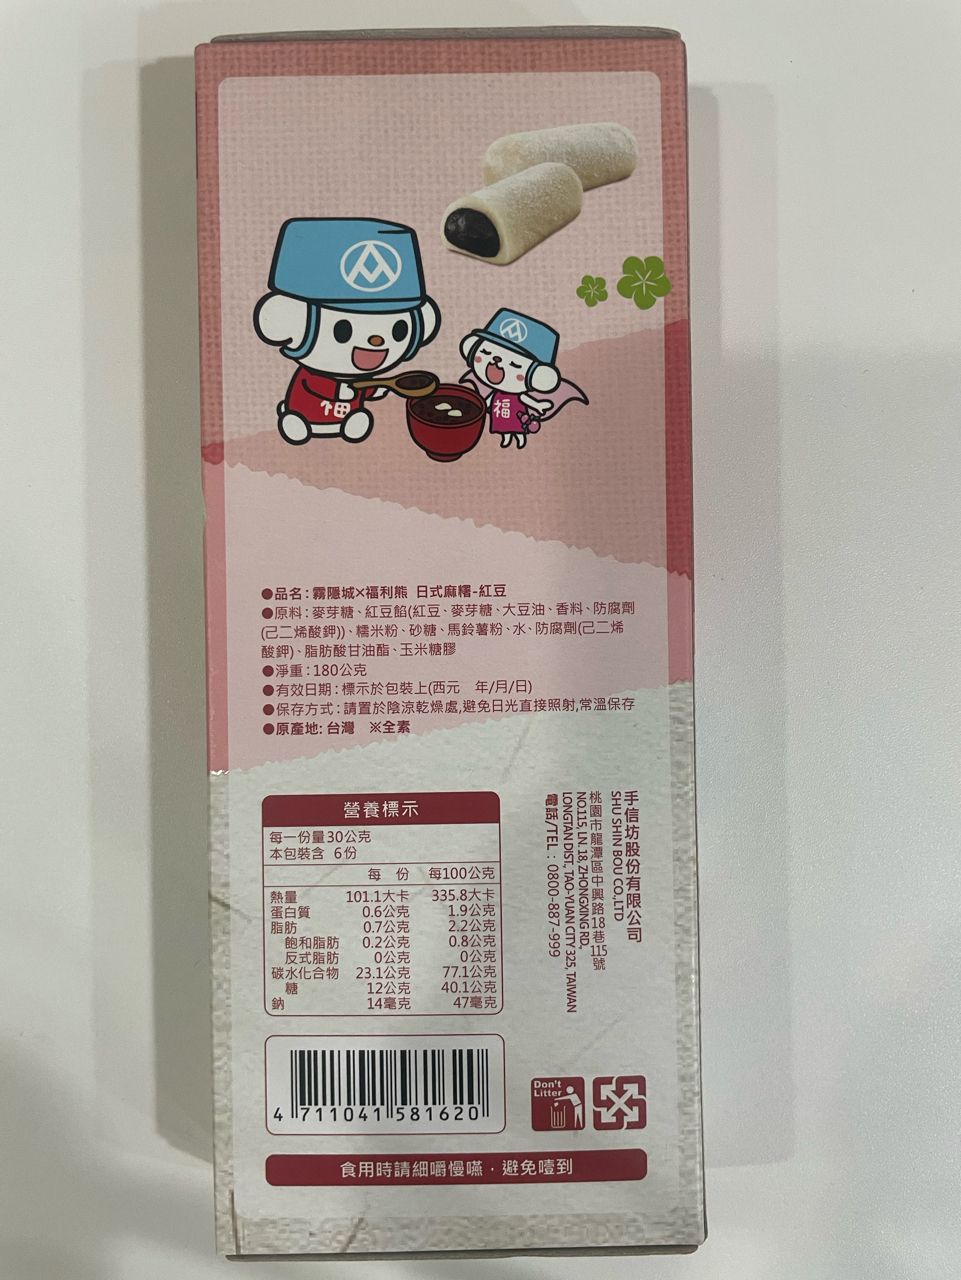 福
福
●品名:霧隱城×福利熊 日式麻糬-紅豆
●原料:麥芽糖、紅豆餡(紅豆、麥芽糖、大豆油、香料、防腐劑
(己二烯酸鉀))、糯米粉、砂糖、馬鈴薯粉、水、防腐劑(己二烯
酸鉀)、脂肪酸甘油酯、玉米糖膠
●淨重:180公克
●有效日期:標示於包裝上(西元 年/月/日)
●保存方式:請置於陰涼乾燥處,避免日光直接照射,常溫保存
●原產地:台灣 ※全素
營養標示
每一份量30公克
本包裝含 6份
每 份 每100公克
熱量 101.1大卡 335.8大卡
蛋白質 0.6公克 1.9公克
脂肪 0.7公克 2.2公克
飽和脂肪 0.2公克 0.8公克
反式脂肪 0公克 0公克
碳水化合物 23.1公克 77.1公克
糖 12公克 40.1公克
鈉 14毫克 47毫克
手信坊股份有限公司
SHU SHIN BOU CO.,LTD
桃園市龍潭區中興路18巷115號
NO.115, LN. 18, ZHONGXING RD.,
LONGTAN DIST., TAO-YUAN CITY 325, TAIWAN
電話/TEL:0800-887-999
4 711041 581620
Don't
Litter
食用時請細嚼慢嚥·避免噎到